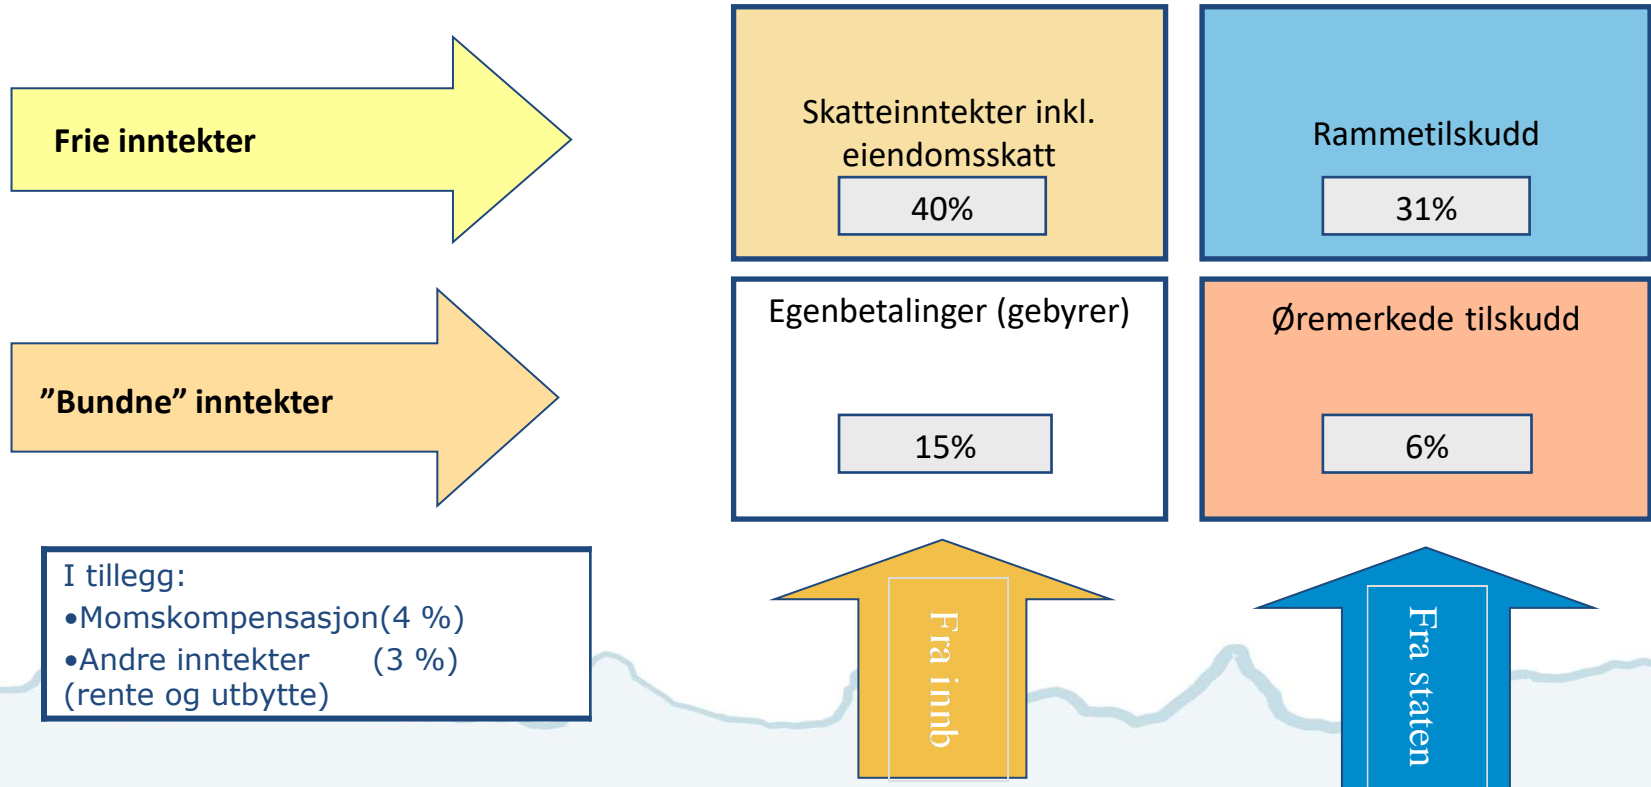 Frie inntekter
Skatteinntekter inkl.
eiendomsskatt
40%
Rammetilskudd
31%
”Bundne” inntekter
Egenbetalinger (gebyrer)
15%
Øremerkede tilskudd
6%
I tillegg:
•Momskompensasjon(4 %)
•Andre inntekter (3 %)
(rente og utbytte)
Fra innb
Fra staten